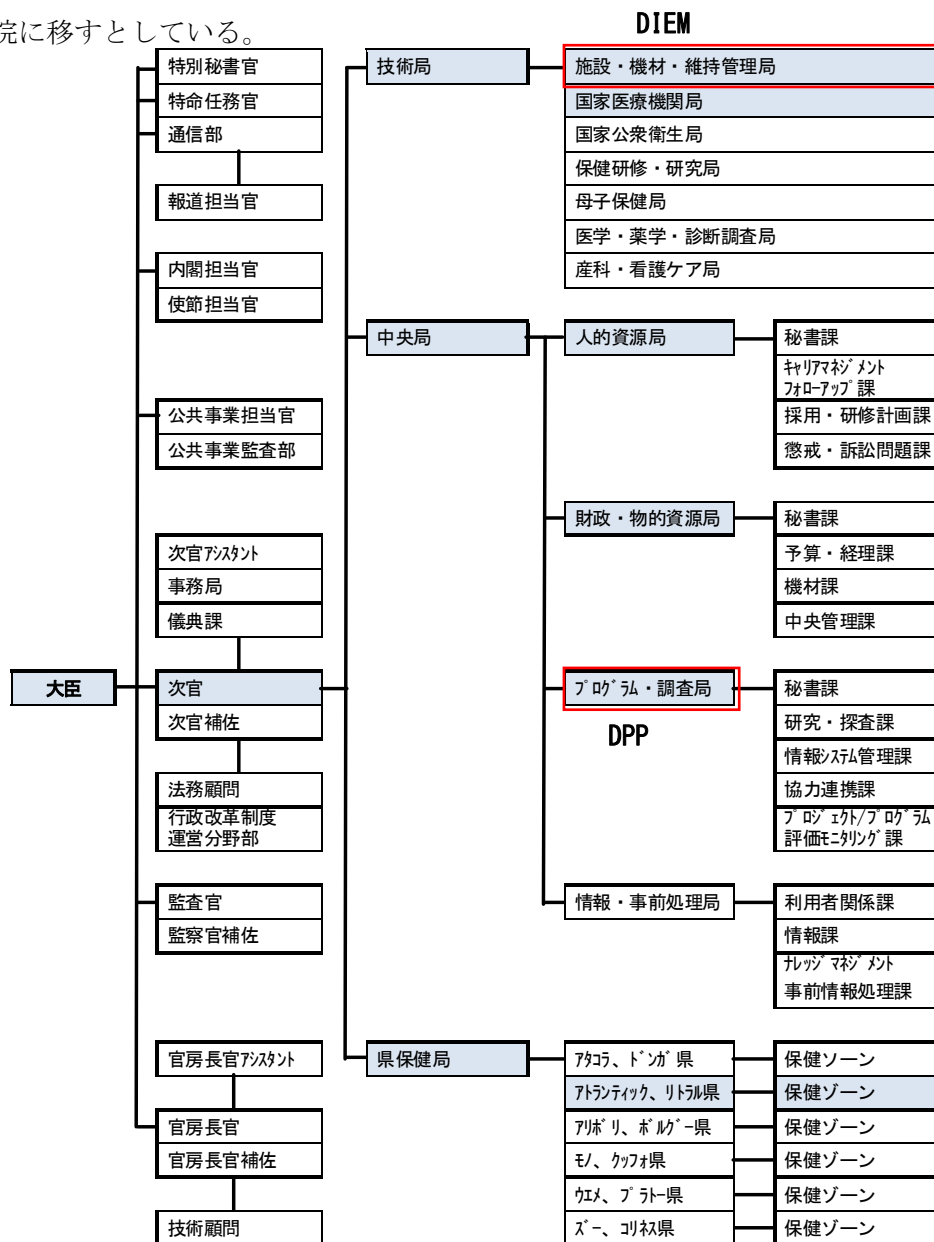 院に移すとしている。
DIEM
特別秘書官
特命任務官
通信部
報道担当官
内閣担当官
使節担当官
公共事業担当官
公共事業監査部
次官アシスタント
事務局
儀典課
大臣
次官
次官補佐
法務顧問
行政改革制度
運営分野部
監査官
監察官補佐
官房長官アシスタント
官房長官
官房長官補佐
技術顧問
技術局
施設・機材・維持管理局
国家医療機関局
国家公衆衛生局
保健研修・研究局
母子保健局
医学・薬学・診断調査局
産科・看護ケア局
中央局
人的資源局
秘書課
キャリアマネジメント
フォローアップ課
採用・研修計画課
懲戒・訴訟問題課
財政・物的資源局
秘書課
予算・経理課
機材課
中央管理課
プログラム・調査局
DPP
秘書課
研究・探査課
情報システム管理課
協力連携課
プロジェクト/プログラム
評価モニタリング課
情報・事前処理局
利用者関係課
情報課
ナレッジマネジメント
事前情報処理課
県保健局
アタコラ、ドンガ県
保健ソーン
アトランティック、リトラル県
保健ゾーン
アリボリ、ボルグー県
保健ゾーン
モノ、クッフォ県
保健ゾーン
ウエメ、プラトー県
保健ゾーン
ズー、コリネス県
保健ゾーン